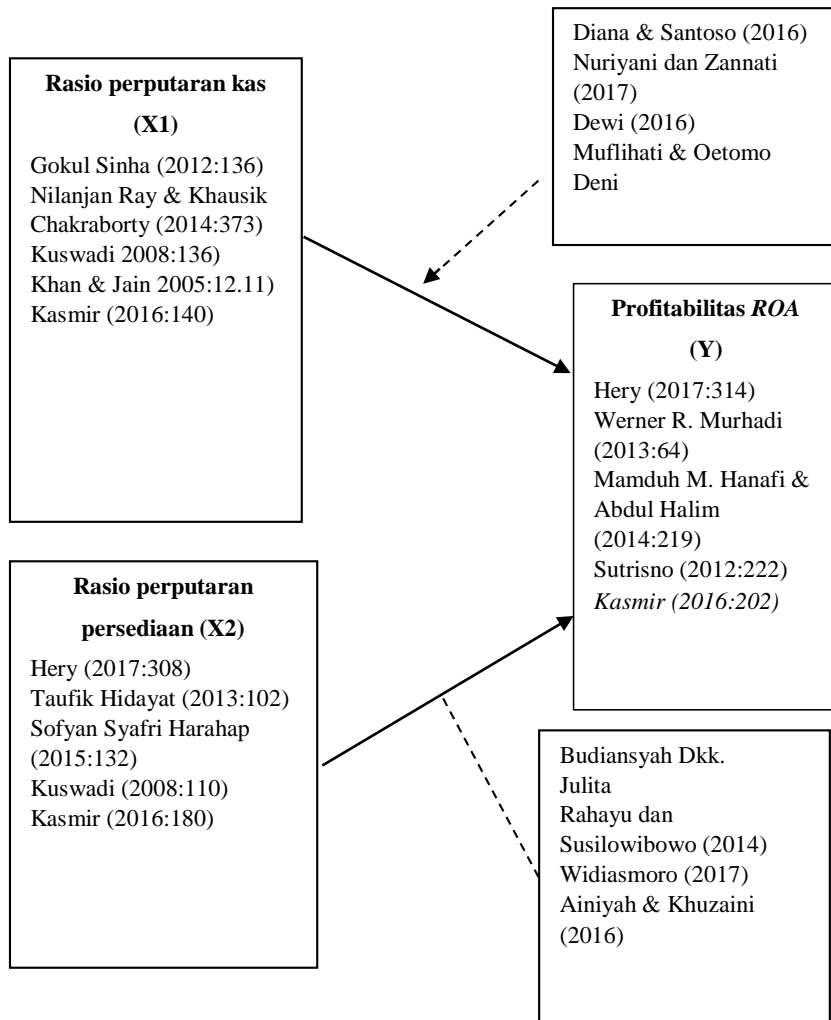 Diana & Santoso (2016)
Nuriyani dan Zannati
(2017)
Dewi (2016)
Muflihati & Oetomo
Deni
Rasio perputaran kas
(X1)
Gokul Sinha (2012:136)
Nilanjan Ray & Khausik
Chakraborty (2014:373)
Kuswadi 2008:136)
Khan & Jain 2005:12.11)
Kasmir (2016:140)
Profitabilitas ROA
(Y)
Hery (2017:314)
Werner R. Murhadi
(2013:64)
Mamduh M. Hanafi &
Abdul Halim
(2014:219)
Sutrisno (2012:222)
Kasmir (2016:202)
Rasio perputaran
persediaan (X2)
Hery (2017:308)
Taufik Hidayat (2013:102)
Sofyan Syafri Harahap
(2015:132)
Kuswadi (2008:110)
Kasmir (2016:180)
Budiansyah Dkk.
Julita
Rahayu dan
Susilowibowo (2014)
Widiasmoro (2017)
Ainiyah & Khuzaini
(2016)